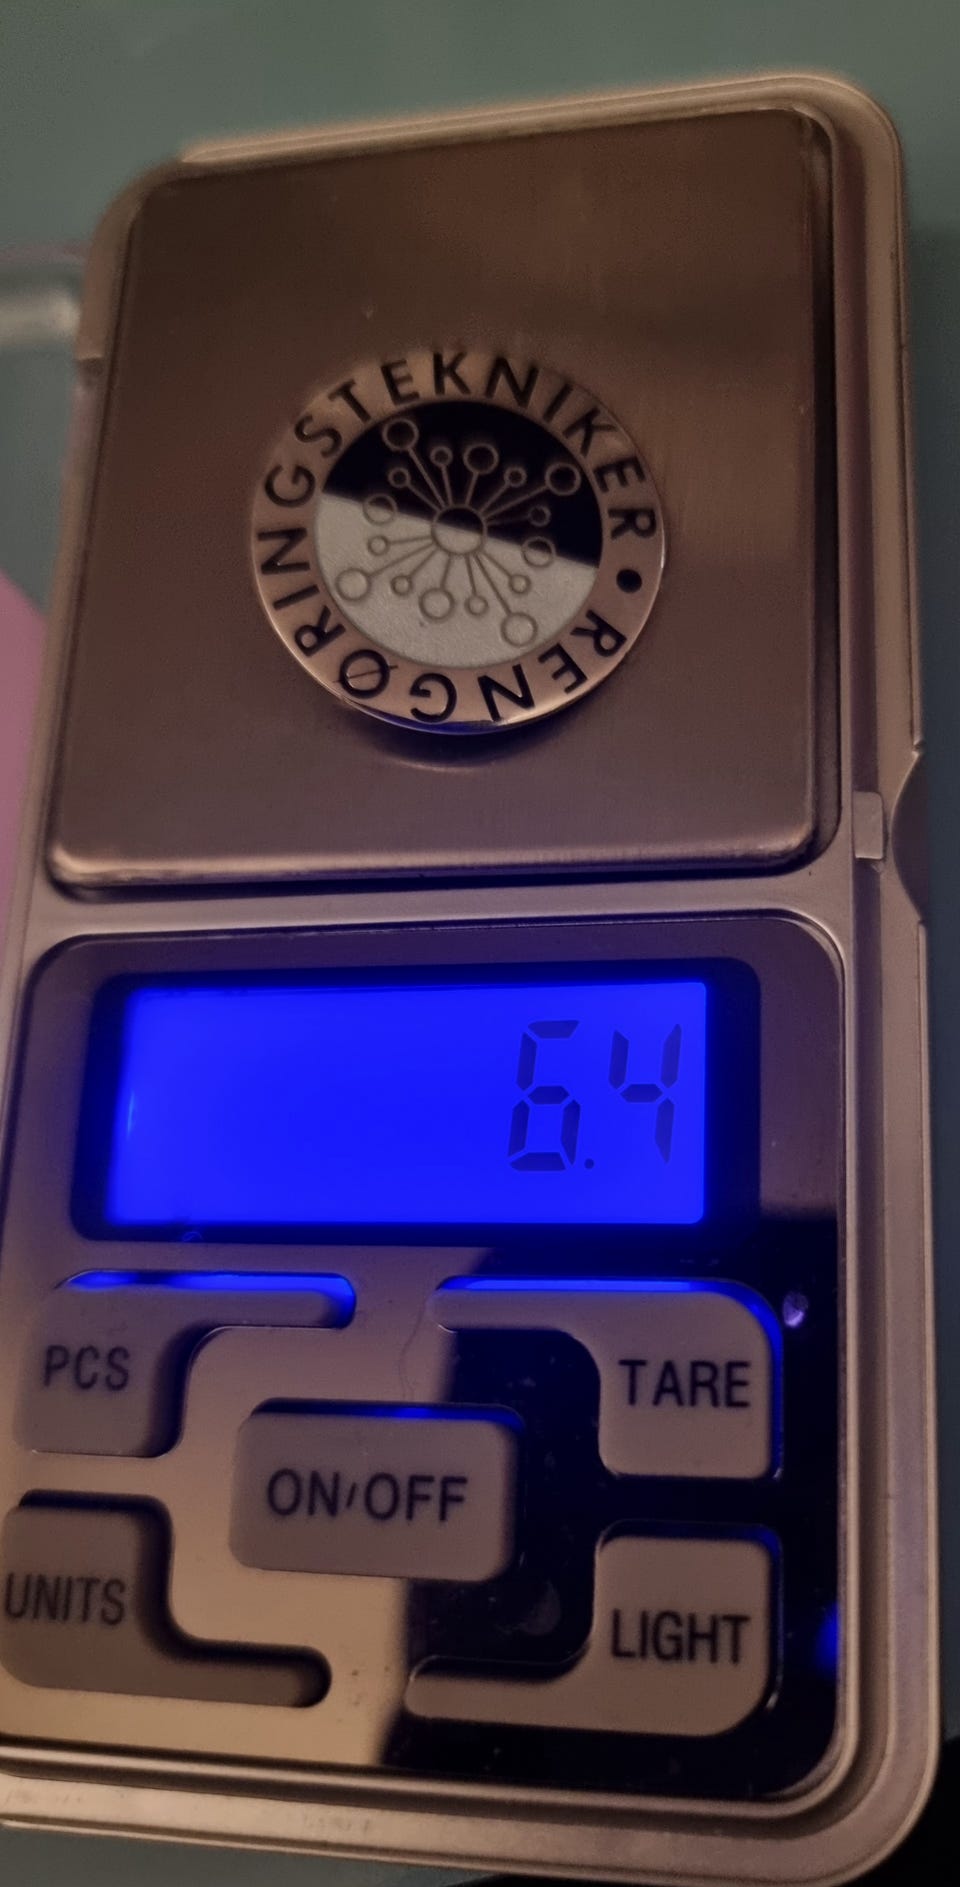 RENGØRINGSTEKNIKER •
6.4
PCS
TARE
ON/OFF
UNITS
LIGHT